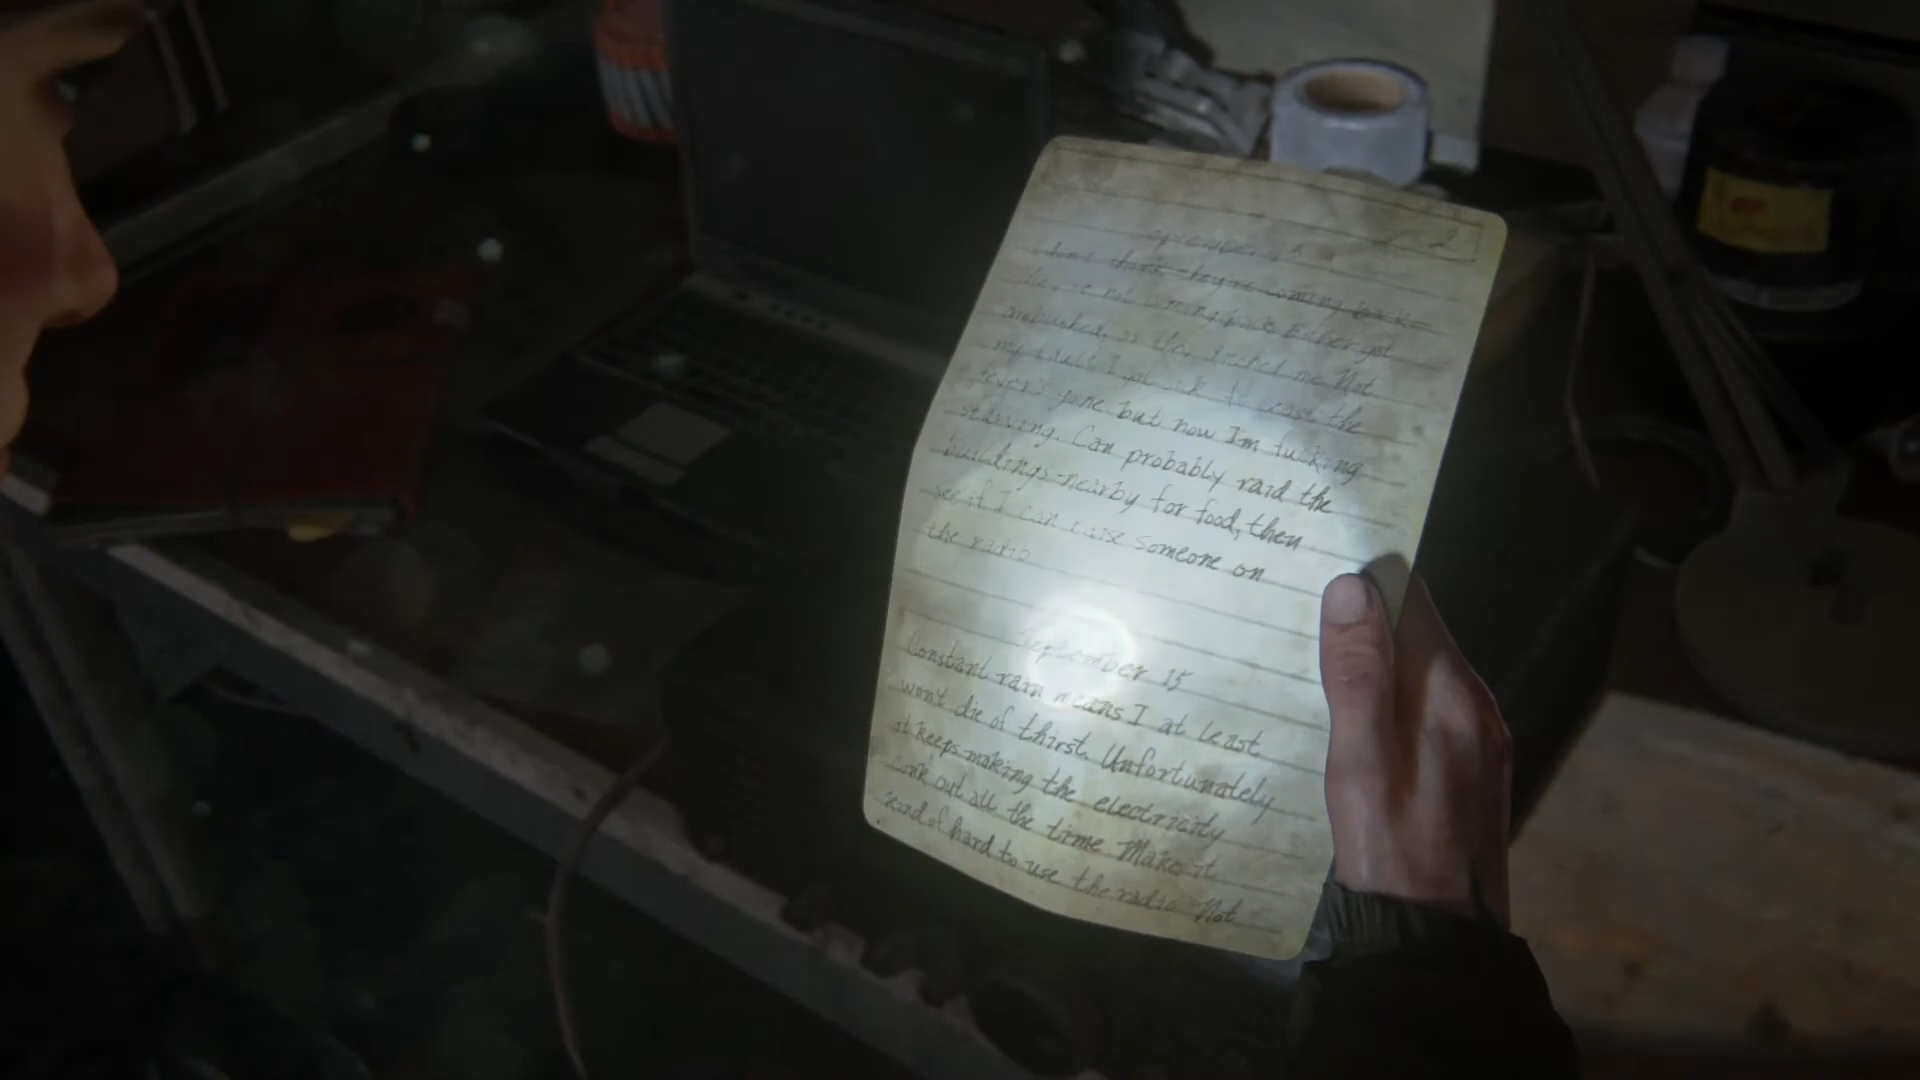 2
don't think they're coming back.
They're not coming back. Either got
ambushed, or they ditched me. Not
my fault I got sick. At least the
fever's gone but now I'm fucking
starving. Can probably raid the
buildings nearby for food, then
see if I can raise someone on
the radio
September 15
Constant rain means I at least
won't die of thirst. Unfortunately
it keeps making the electricity
conk out all the time. Makes it
kind of hard to use the radio. Not